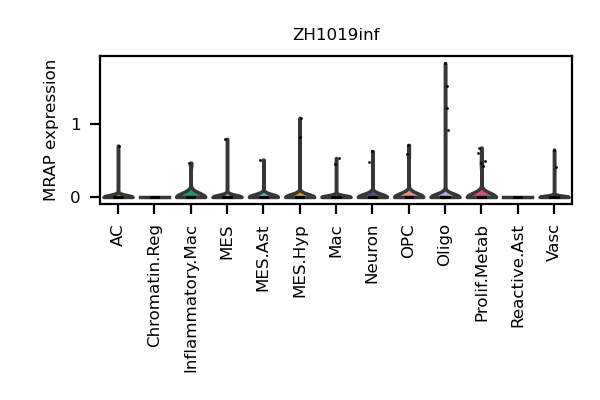 ZH1019inf
MRAP expression
1
0
AC
Chromatin.Reg
Inflammatory.Mac
MES
MES.Ast
MES.Hyp
Mac
Neuron
OPC
Oligo
Prolif.Metab
Reactive.Ast
Vasc